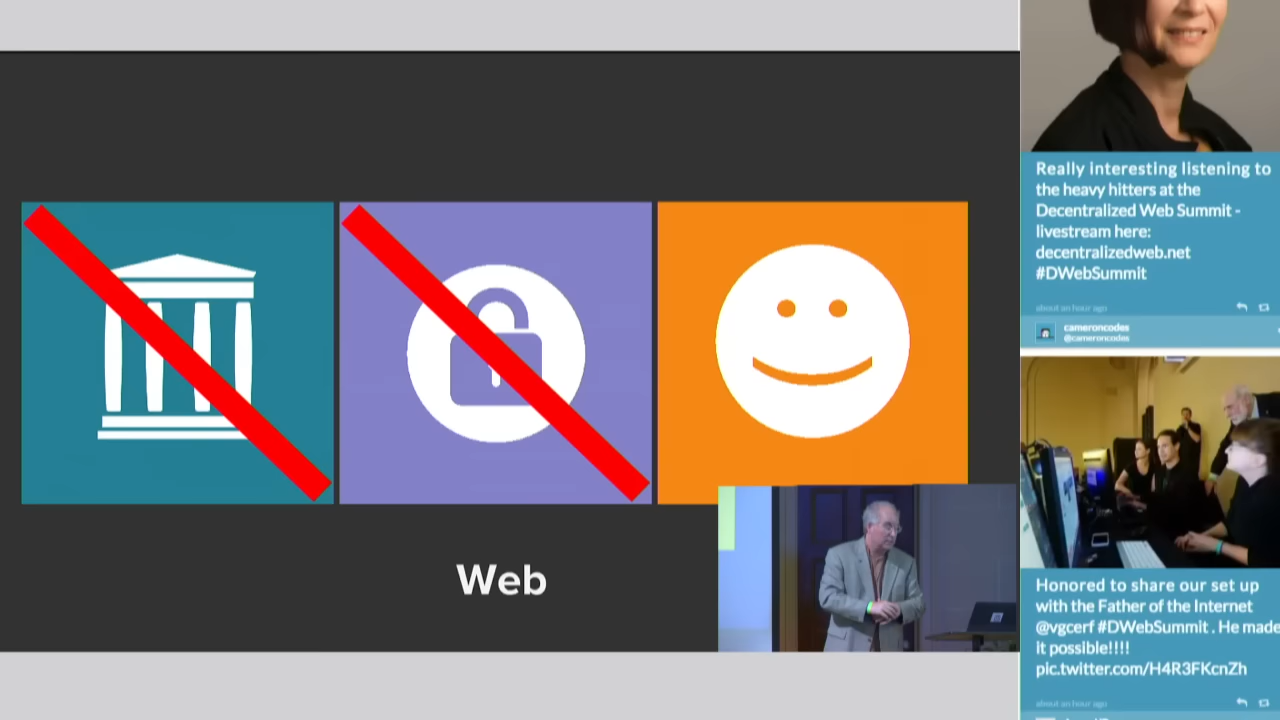 Web
Really interesting listening to
the heavy hitters at the
Decentralized Web Summit -
livestream here:
decentralizedweb.net
#DWebSummit
about an hour ago
cameroncodes
@cameroncodes
Honored to share our set up
with the Father of the Internet
@vgcerf #DWebSummit . He made
it possible!!!!
pic.twitter.com/H4R3FKcnZh
about an hour ago